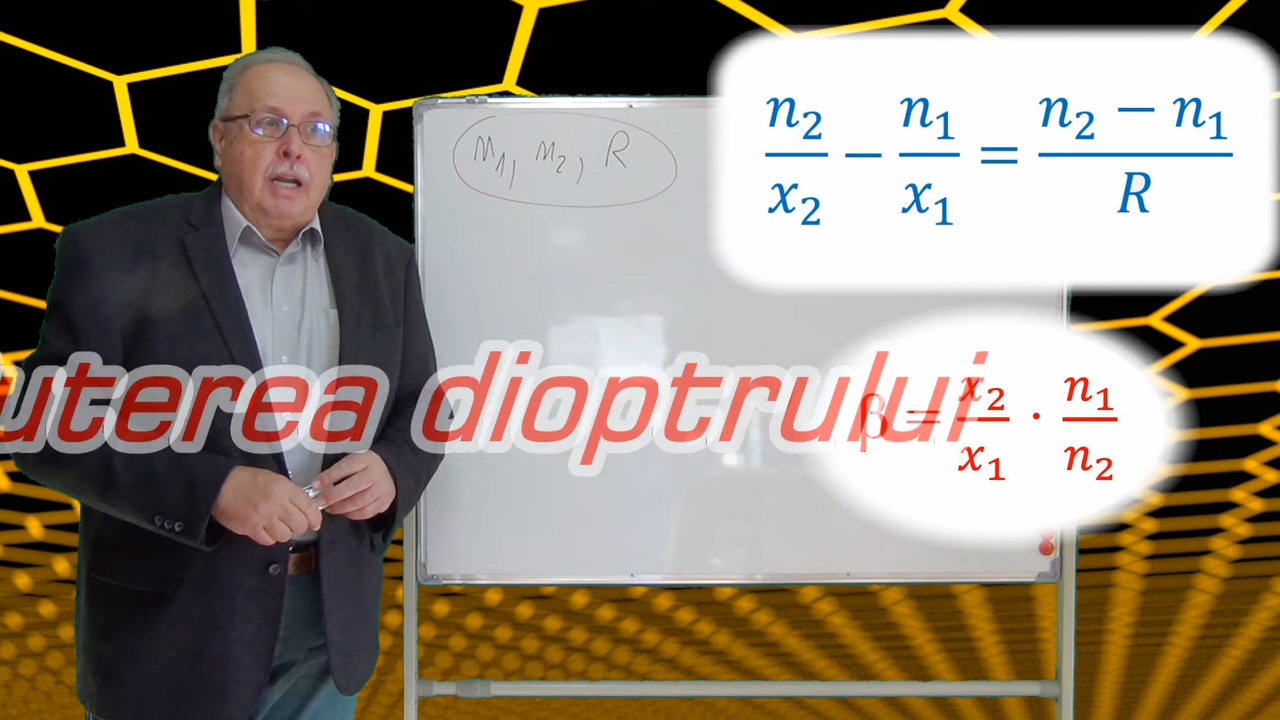 n₁, n₂, R
n₂/x₂ − n₁/x₁ = (n₂ − n₁)/R
uterea dioptrului
β = x₂/x₁ · n₁/n₂